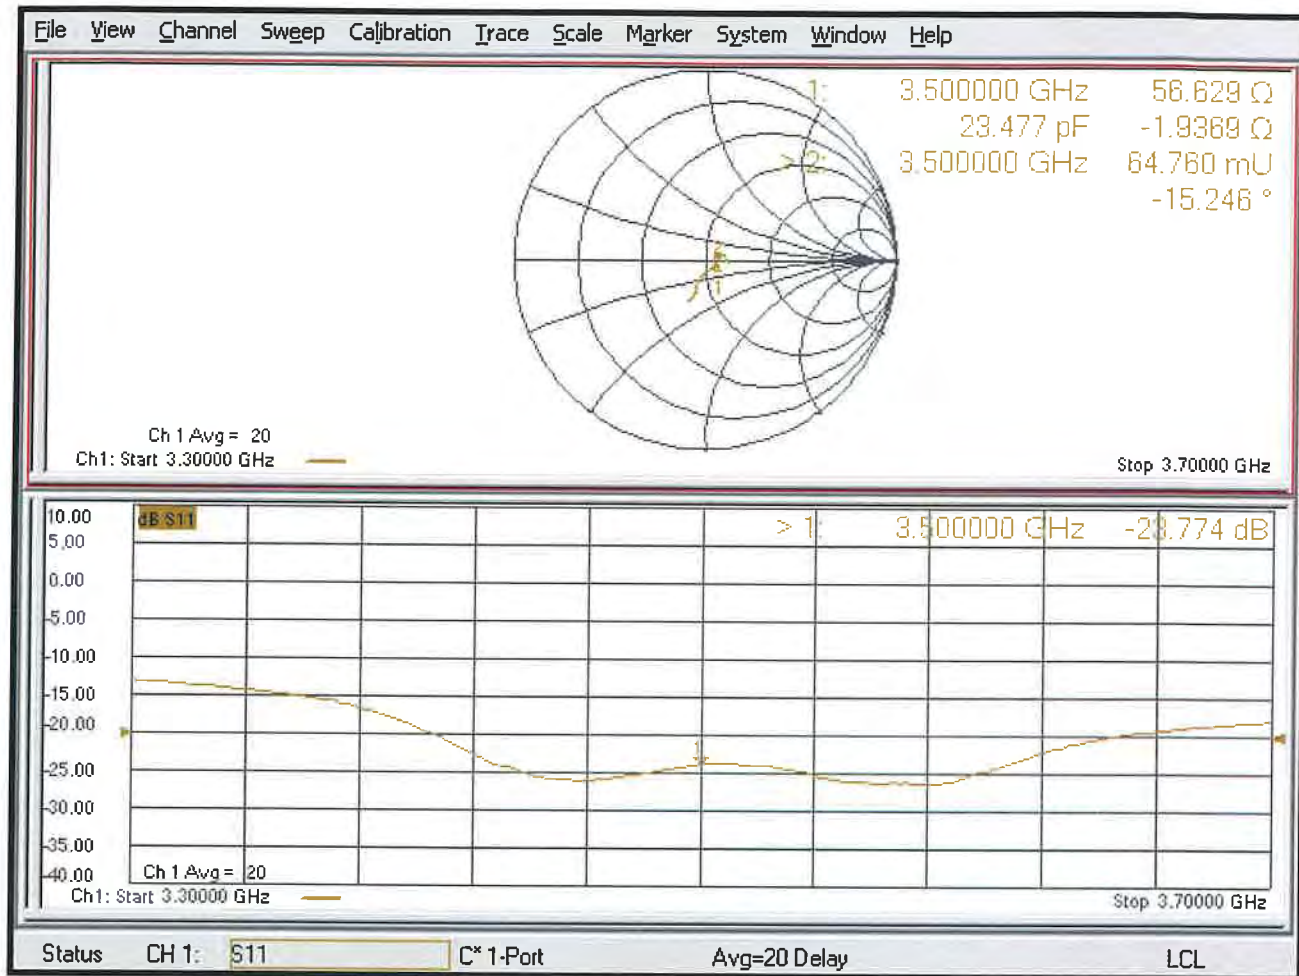 File View Channel Sweep Calibration Trace Scale Marker System Window Help
1: 3.500000 GHz 56.629 Ω
23.477 pF -1.9369 Ω
> 2: 3.500000 GHz 64.760 mU
-15.246 °
2
1
Ch 1 Avg = 20
Ch1: Start 3.30000 GHz
Stop 3.70000 GHz
10.00
dB S11
> 1: 3.500000 GHz -23.774 dB
5.00
0.00
-5.00
-10.00
-15.00
-20.00
1
-25.00
-30.00
-35.00
-40.00
Ch 1 Avg = 20
Ch1: Start 3.30000 GHz
Stop 3.70000 GHz
Status CH 1: S11 C* 1-Port Avg=20 Delay LCL